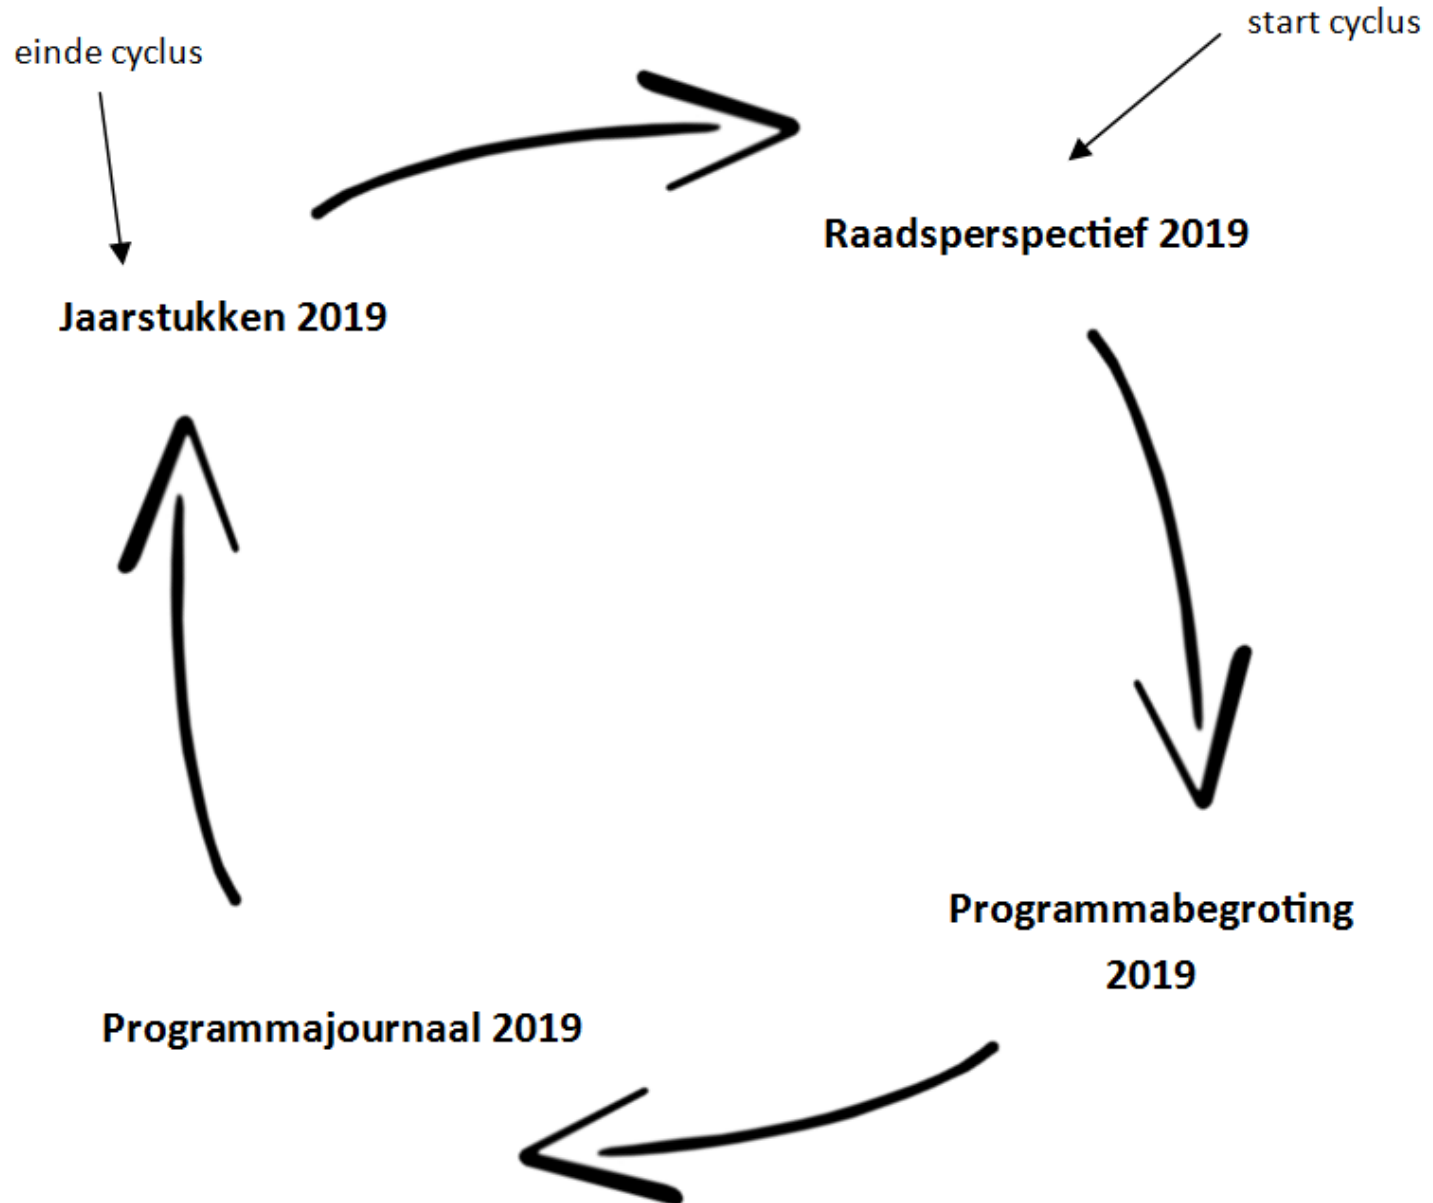 einde cyclus
start cyclus
Raadsperspectief 2019
Jaarstukken 2019
Programmabegroting
2019
Programmajournaal 2019